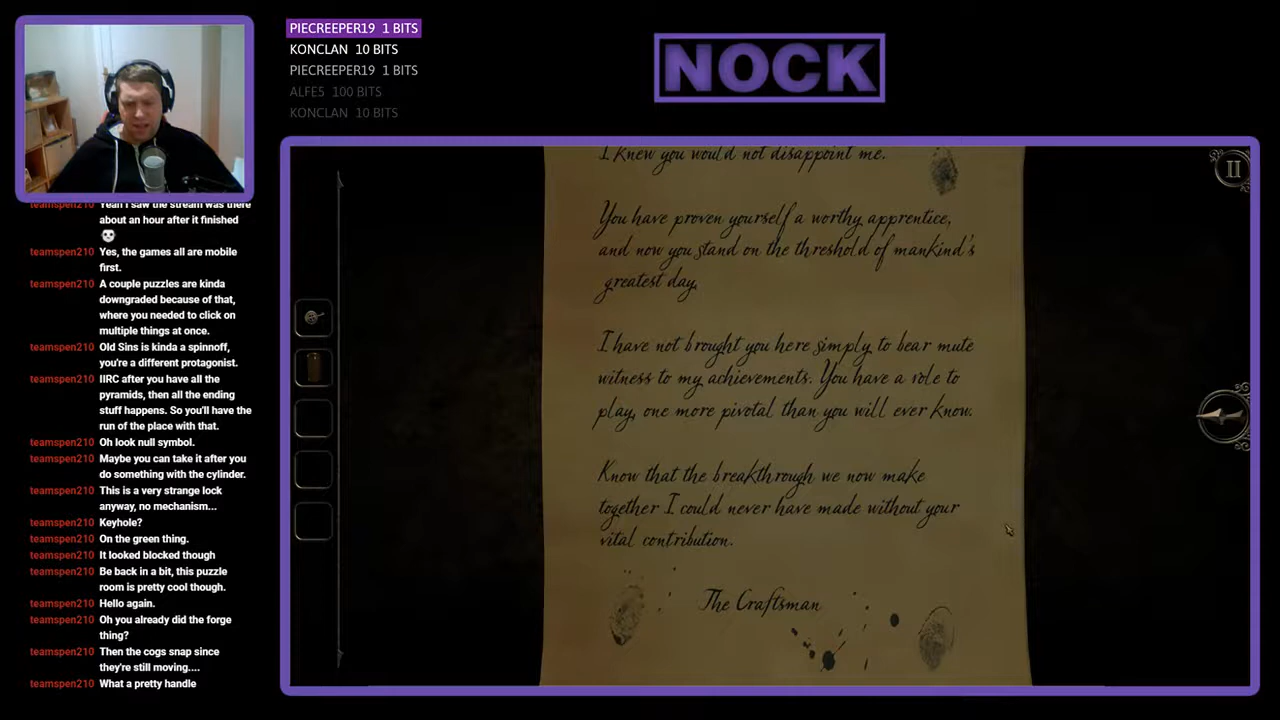 PIECREEPER19 1 BITS
KONCLAN 10 BITS
PIECREEPER19 1 BITS
ALFE5 100 BITS
KONCLAN 10 BITS
NOCK
Yeah I saw the stream was there
about an hour after it finished
teamspen210 Yes, the games all are mobile
first.
teamspen210 A couple puzzles are kinda
downgraded because of that,
where you needed to click on
multiple things at once.
teamspen210 Old Sins is kinda a spinoff,
you're a different protagonist.
teamspen210 IIRC after you have all the
pyramids, then all the ending
stuff happens. So you'll have the
run of the place with that.
teamspen210 Oh look null symbol.
teamspen210 Maybe you can take it after you
do something with the cylinder.
teamspen210 This is a very strange lock
anyway, no mechanism...
teamspen210 Keyhole?
teamspen210 On the green thing.
teamspen210 It looked blocked though
teamspen210 Be back in a bit, this puzzle
room is pretty cool though.
teamspen210 Hello again.
teamspen210 Oh you already did the forge
thing?
teamspen210 Then the cogs snap since
they're still moving....
teamspen210 What a pretty handle
I knew you would not disappoint me.
You have proven yourself a worthy apprentice,
and now you stand on the threshold of mankind's
greatest day.
I have not brought you here simply to bear mute
witness to my achievements. You have a role to
play, one more pivotal than you will ever know.
Know that the breakthrough we now make
together I could never have made without your
vital contribution.
The Craftsman
II